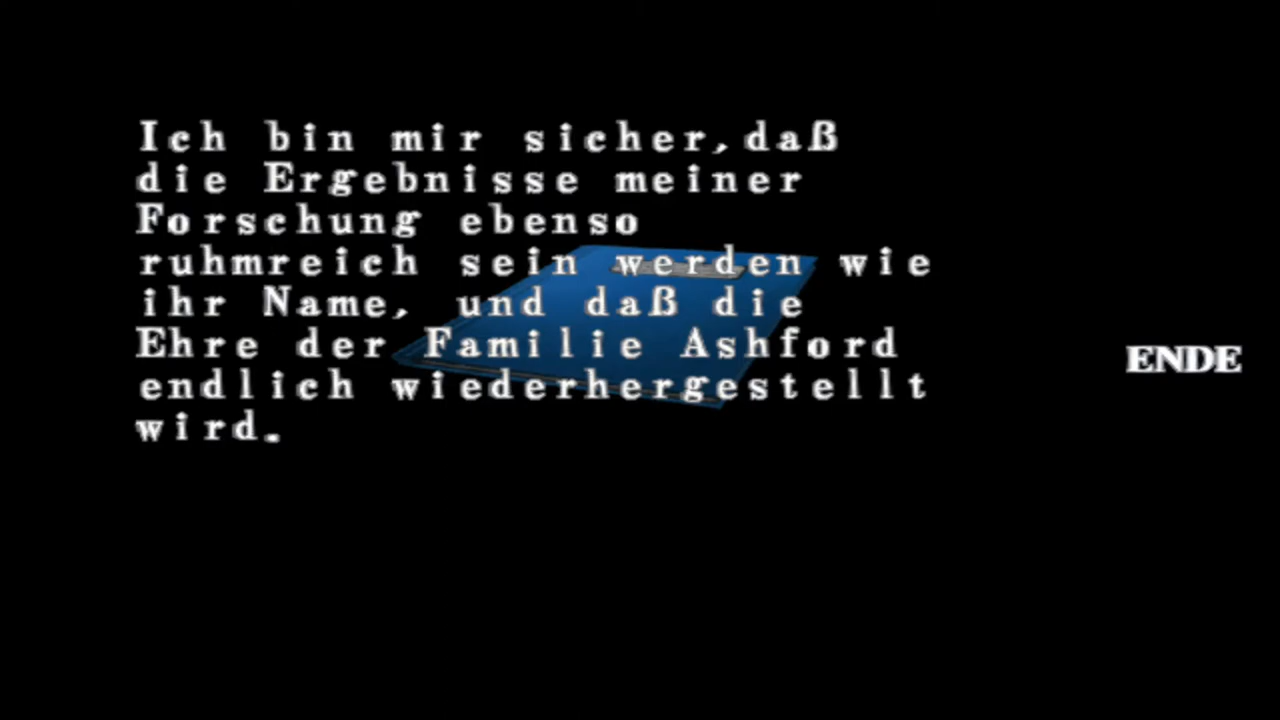 Ich bin mir sicher,daß
die Ergebnisse meiner
Forschung ebenso
ruhmreich sein werden wie
ihr Name, und daß die
Ehre der Familie Ashford
endlich wiederhergestellt
wird.
ENDE